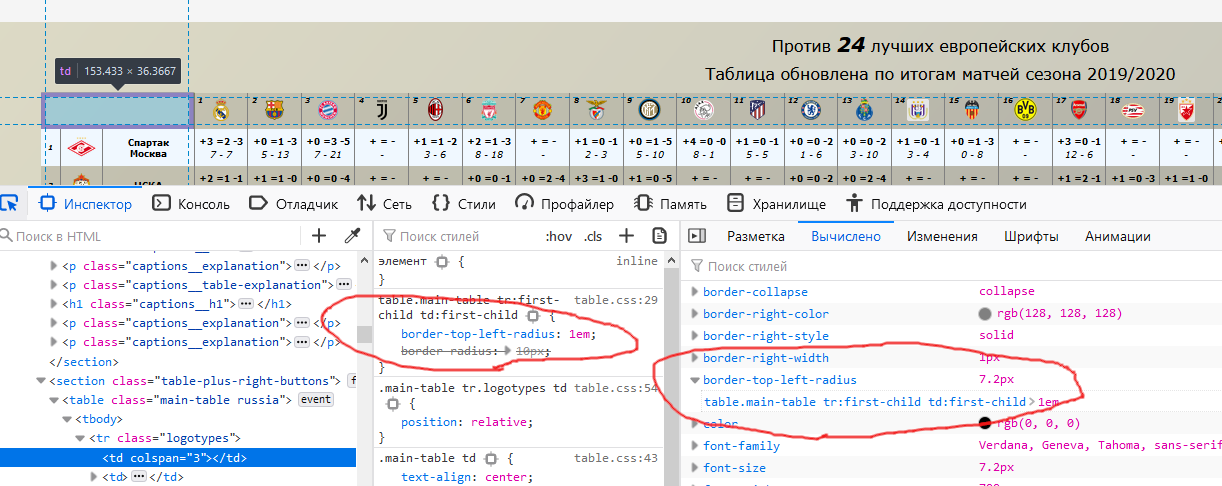 Против 24 лучших европейских клубов
td 153.433 × 36.3667
Таблица обновлена по итогам матчей сезона 2019/2020
1 2 3 4 5 6 7 8 9 10 11 12 13 14 15 16 17 18 19
1 Спартак Москва +3 =2 -3 +0 =1 -3 +0 =3 -5 + = - +1 =1 -2 +2 =1 -3 + = - +0 =1 -1 +0 =1 -4 +4 =0 -0 +0 =1 -1 +0 =0 -2 +0 =2 -2 +0 =1 -1 +0 =0 -3 + = - +3 =0 -1 + = - + = -
7 - 7 5 - 13 7 - 21 - 3 - 6 8 - 18 - 2 - 3 5 - 10 8 - 1 5 - 5 1 - 6 3 - 10 3 - 4 0 - 8 - 12 - 6 - -
ЦСКА +2 =1 -1 +1 =1 -0 +0 =0 -4 + = - + = - +0 =0 -1 +0 =2 -4 +3 =1 -0 +0 =0 -4 + = - + = - + = - +0 =0 -2 + = - + = - + = - +1 =2 -1 +1 =0 -3 +1 =1 -0
Инспектор Консоль Отладчик Сеть Стили Профайлер Память Хранилище Поддержка доступности
Поиск в HTML
Поиск стилей :hov .cls
Разметка Вычислено Изменения Шрифты Анимации
<p class="captions__explanation"> </p>
<p class="captions__table-explanation">
<h1 class="captions__h1"> </h1>
<p class="captions__explanation"> </p>
<p class="captions__explanation"> </p>
</section>
<section class="table-plus-right-buttons">
<table class="main-table russia"> event
<tbody>
<tr class="logotypes">
<td colspan="3"></td>
<td> </td>
элемент { inline
}
table.main-table tr:first- table.css:29
child td:first-child {
border-top-left-radius: 1em;
border-radius: 10px;
}
.main-table tr.logotypes td table.css:54
{
position: relative;
}
.main-table td { table.css:43
text-align: center;
Поиск стилей
border-collapse collapse
border-right-color rgb(128, 128, 128)
border-right-style solid
border-right-width 1px
border-top-left-radius 7.2px
table.main-table tr:first-child td:first-child 1em
color rgb(0, 0, 0)
font-family Verdana, Geneva, Tahoma, sans-serif
font-size 7.2px